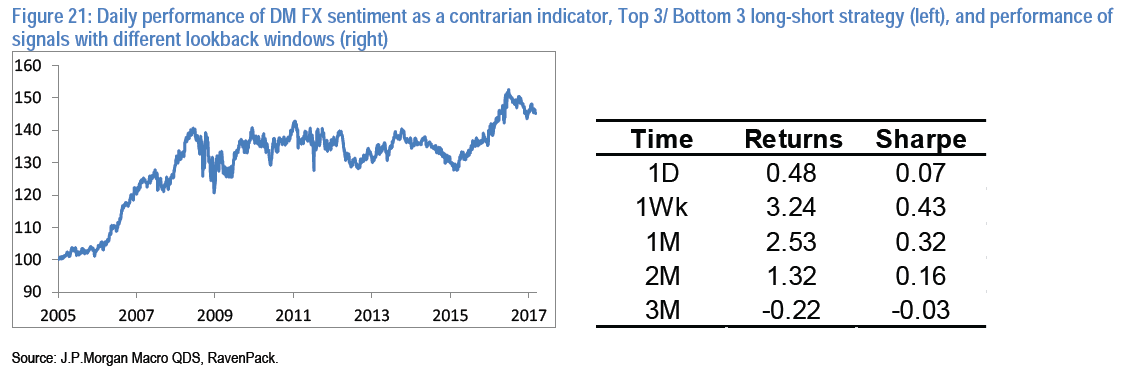 Figure 21: Daily performance of DM FX sentiment as a contrarian indicator, Top 3/ Bottom 3 long-short strategy (left), and performance of
signals with different lookback windows (right)
160
150
140
130
120
110
100
90
2005 2007 2009 2011 2013 2015 2017
Time Returns Sharpe
1D 0.48 0.07
1Wk 3.24 0.43
1M 2.53 0.32
2M 1.32 0.16
3M -0.22 -0.03
Source: J.P.Morgan Macro QDS, RavenPack.